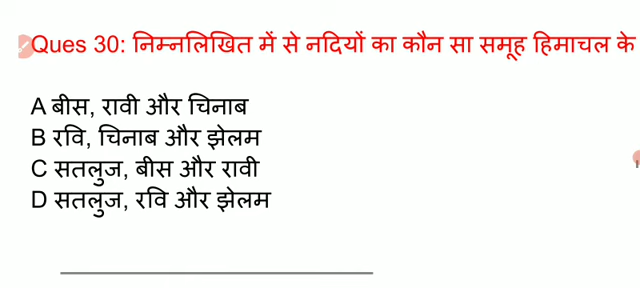 Ques 30: निम्नलिखित में से नदियों का कौन सा समूह हिमाचल के
A बीस, रावी और चिनाब
B रवि, चिनाब और झेलम
C सतलुज, बीस और रावी
D सतलुज, रवि और झेलम